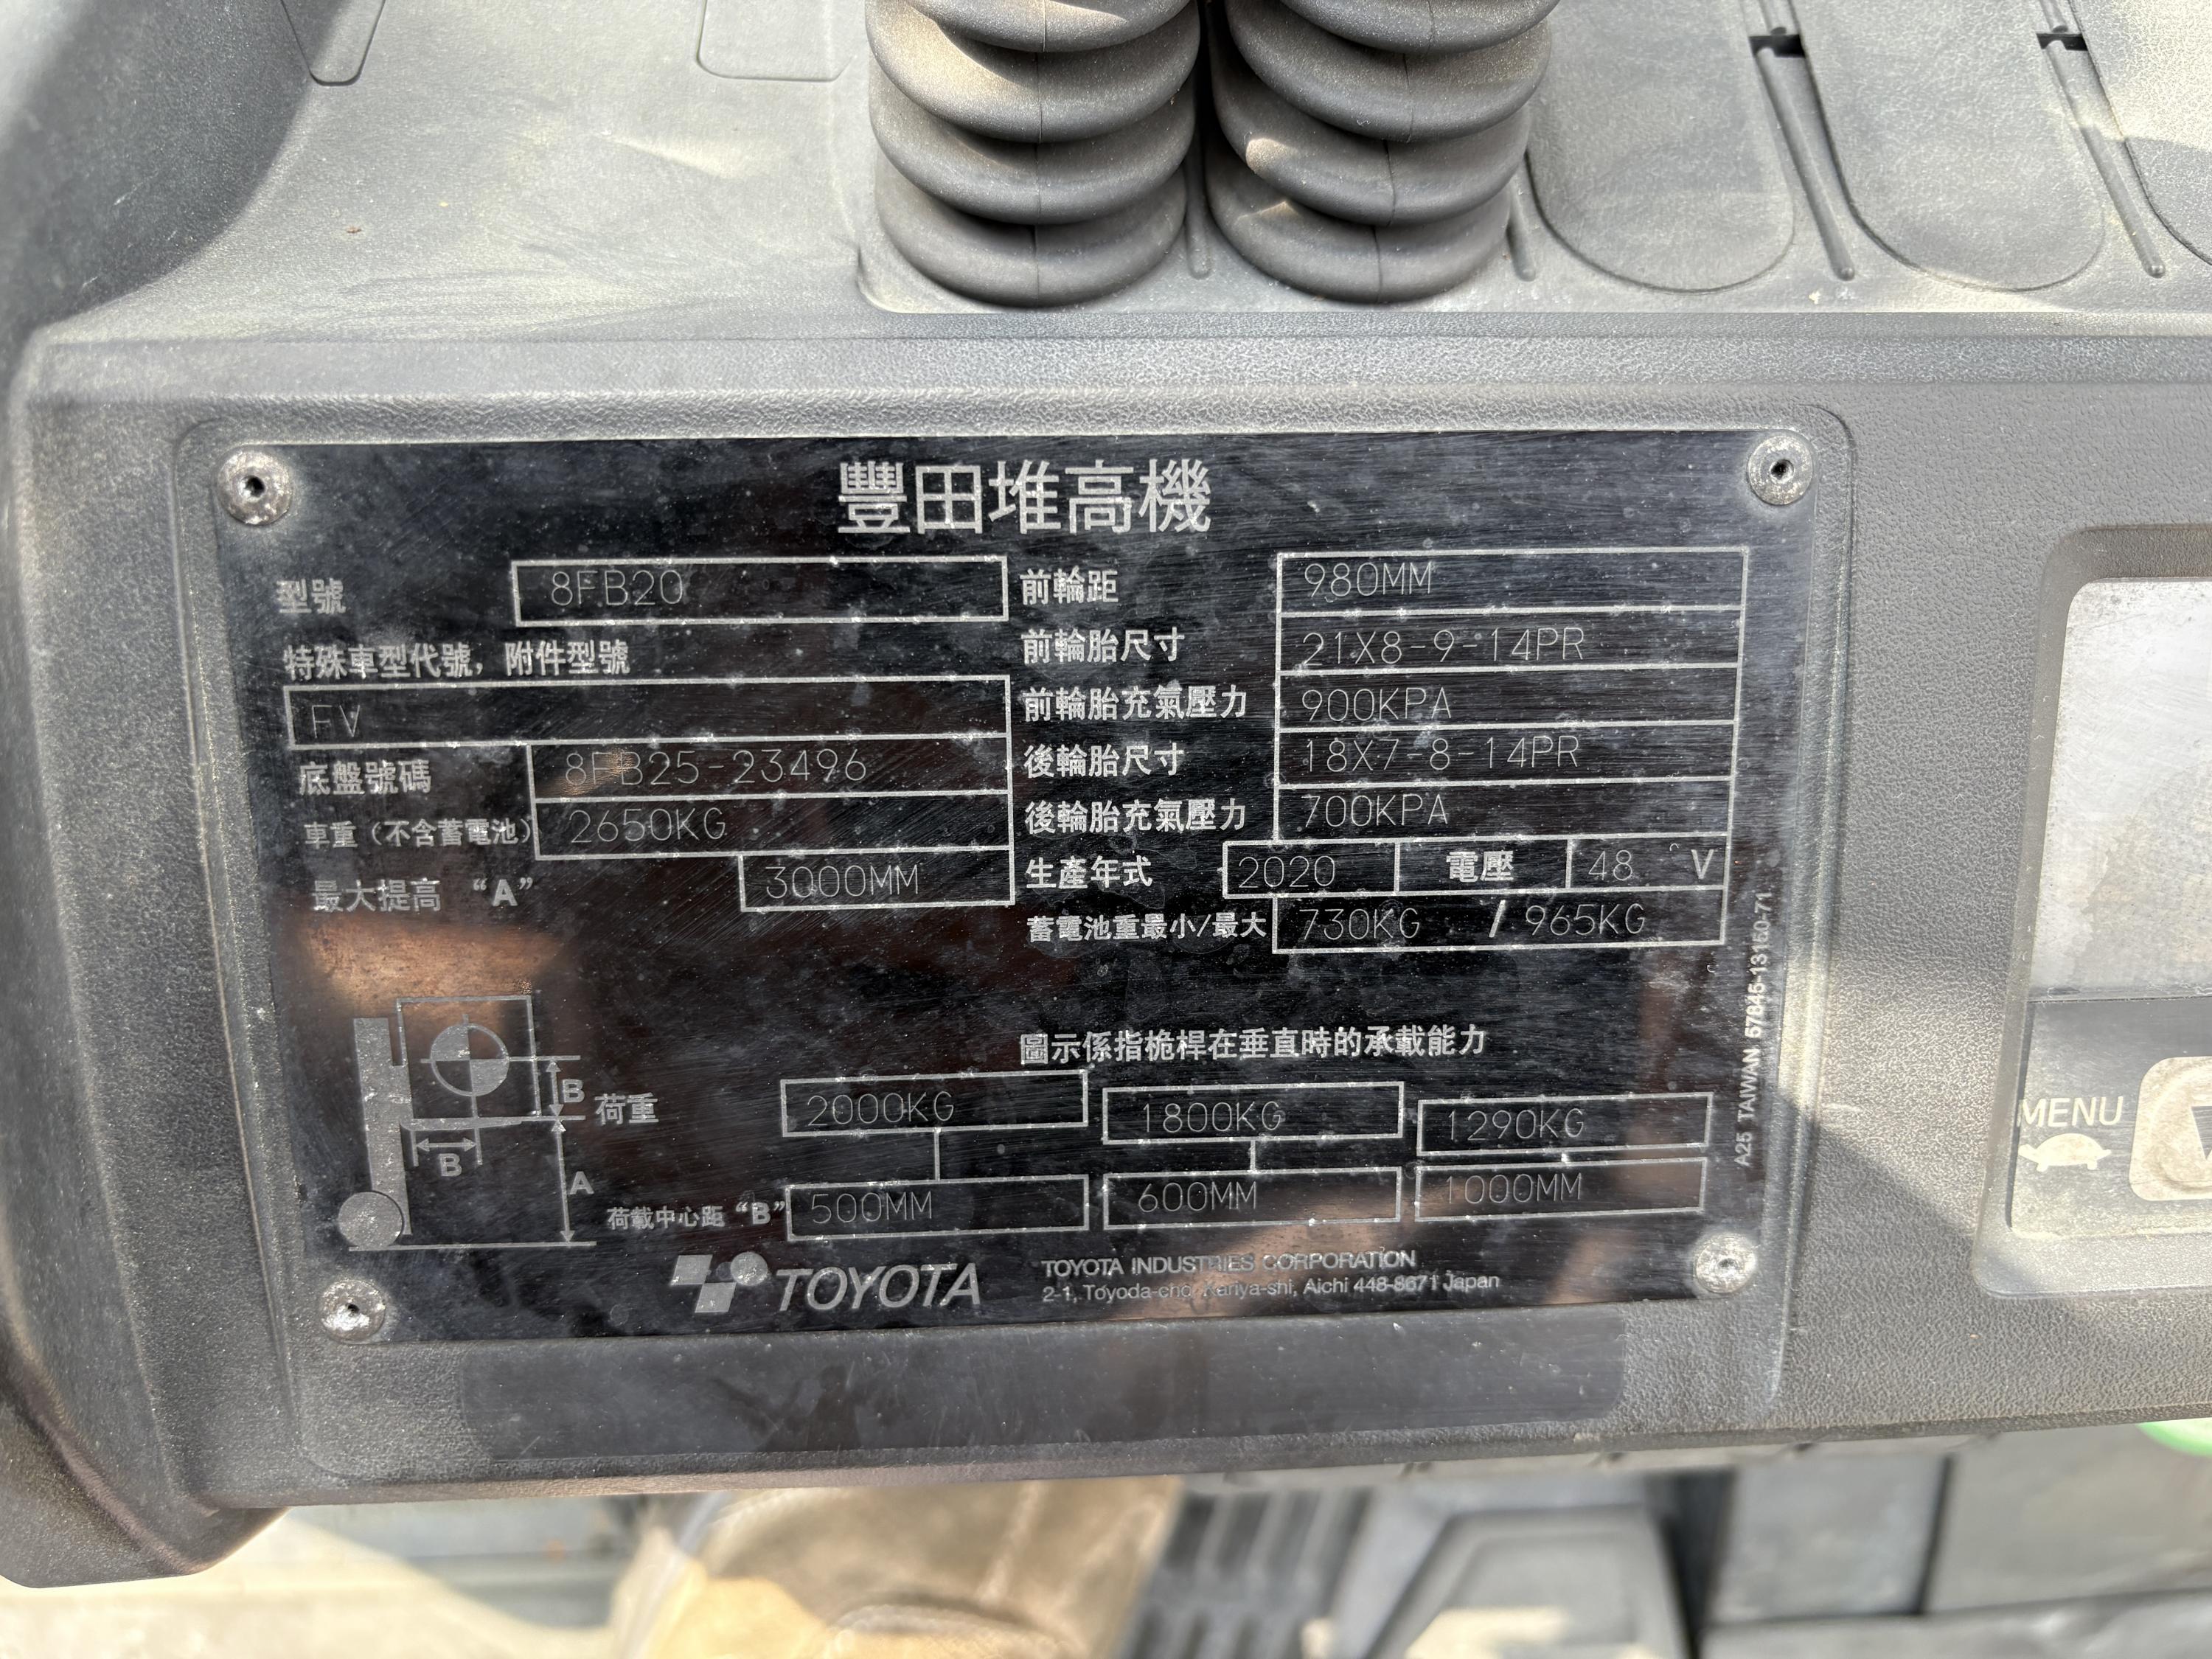 豐田堆高機
型號 8FB20
特殊車型代號，附件型號
FV
底盤號碼 8FB25-23496
車重（不含蓄電池） 2650KG
最大提高 “A” 3000MM
前輪距 980MM
前輪胎尺寸 21X8-9-14PR
前輪胎充氣壓力 900KPA
後輪胎尺寸 18X7-8-14PR
後輪胎充氣壓力 700KPA
生產年式 2020 電壓 48 V
蓄電池重最小/最大 730KG / 965KG
圖示係指桅桿在垂直時的承載能力
荷重 2000KG 1800KG 1290KG
荷載中心距 “B” 500MM 600MM 1000MM
B
B
A
TOYOTA
TOYOTA INDUSTRIES CORPORATION
2-1, Toyoda-cho, Kariya-shi, Aichi 448-8671 Japan
A25 TAIWAN 57845-13160-71
MENU